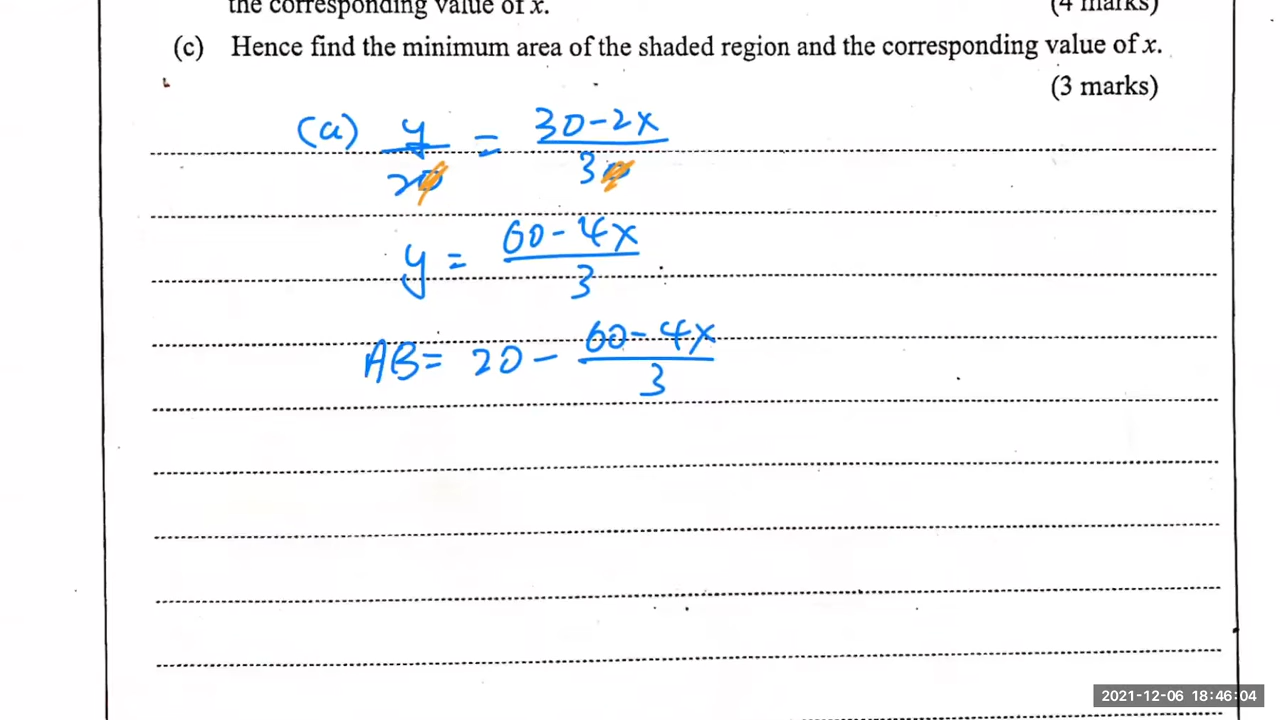 the corresponding value of x.
(4 marks)
(c) Hence find the minimum area of the shaded region and the corresponding value of x.
(3 marks)
(a) y/20 = (30-2x)/30
y = (60-4x)/3
AB = 20 - (60-4x)/3
2021-12-06 18:46:04